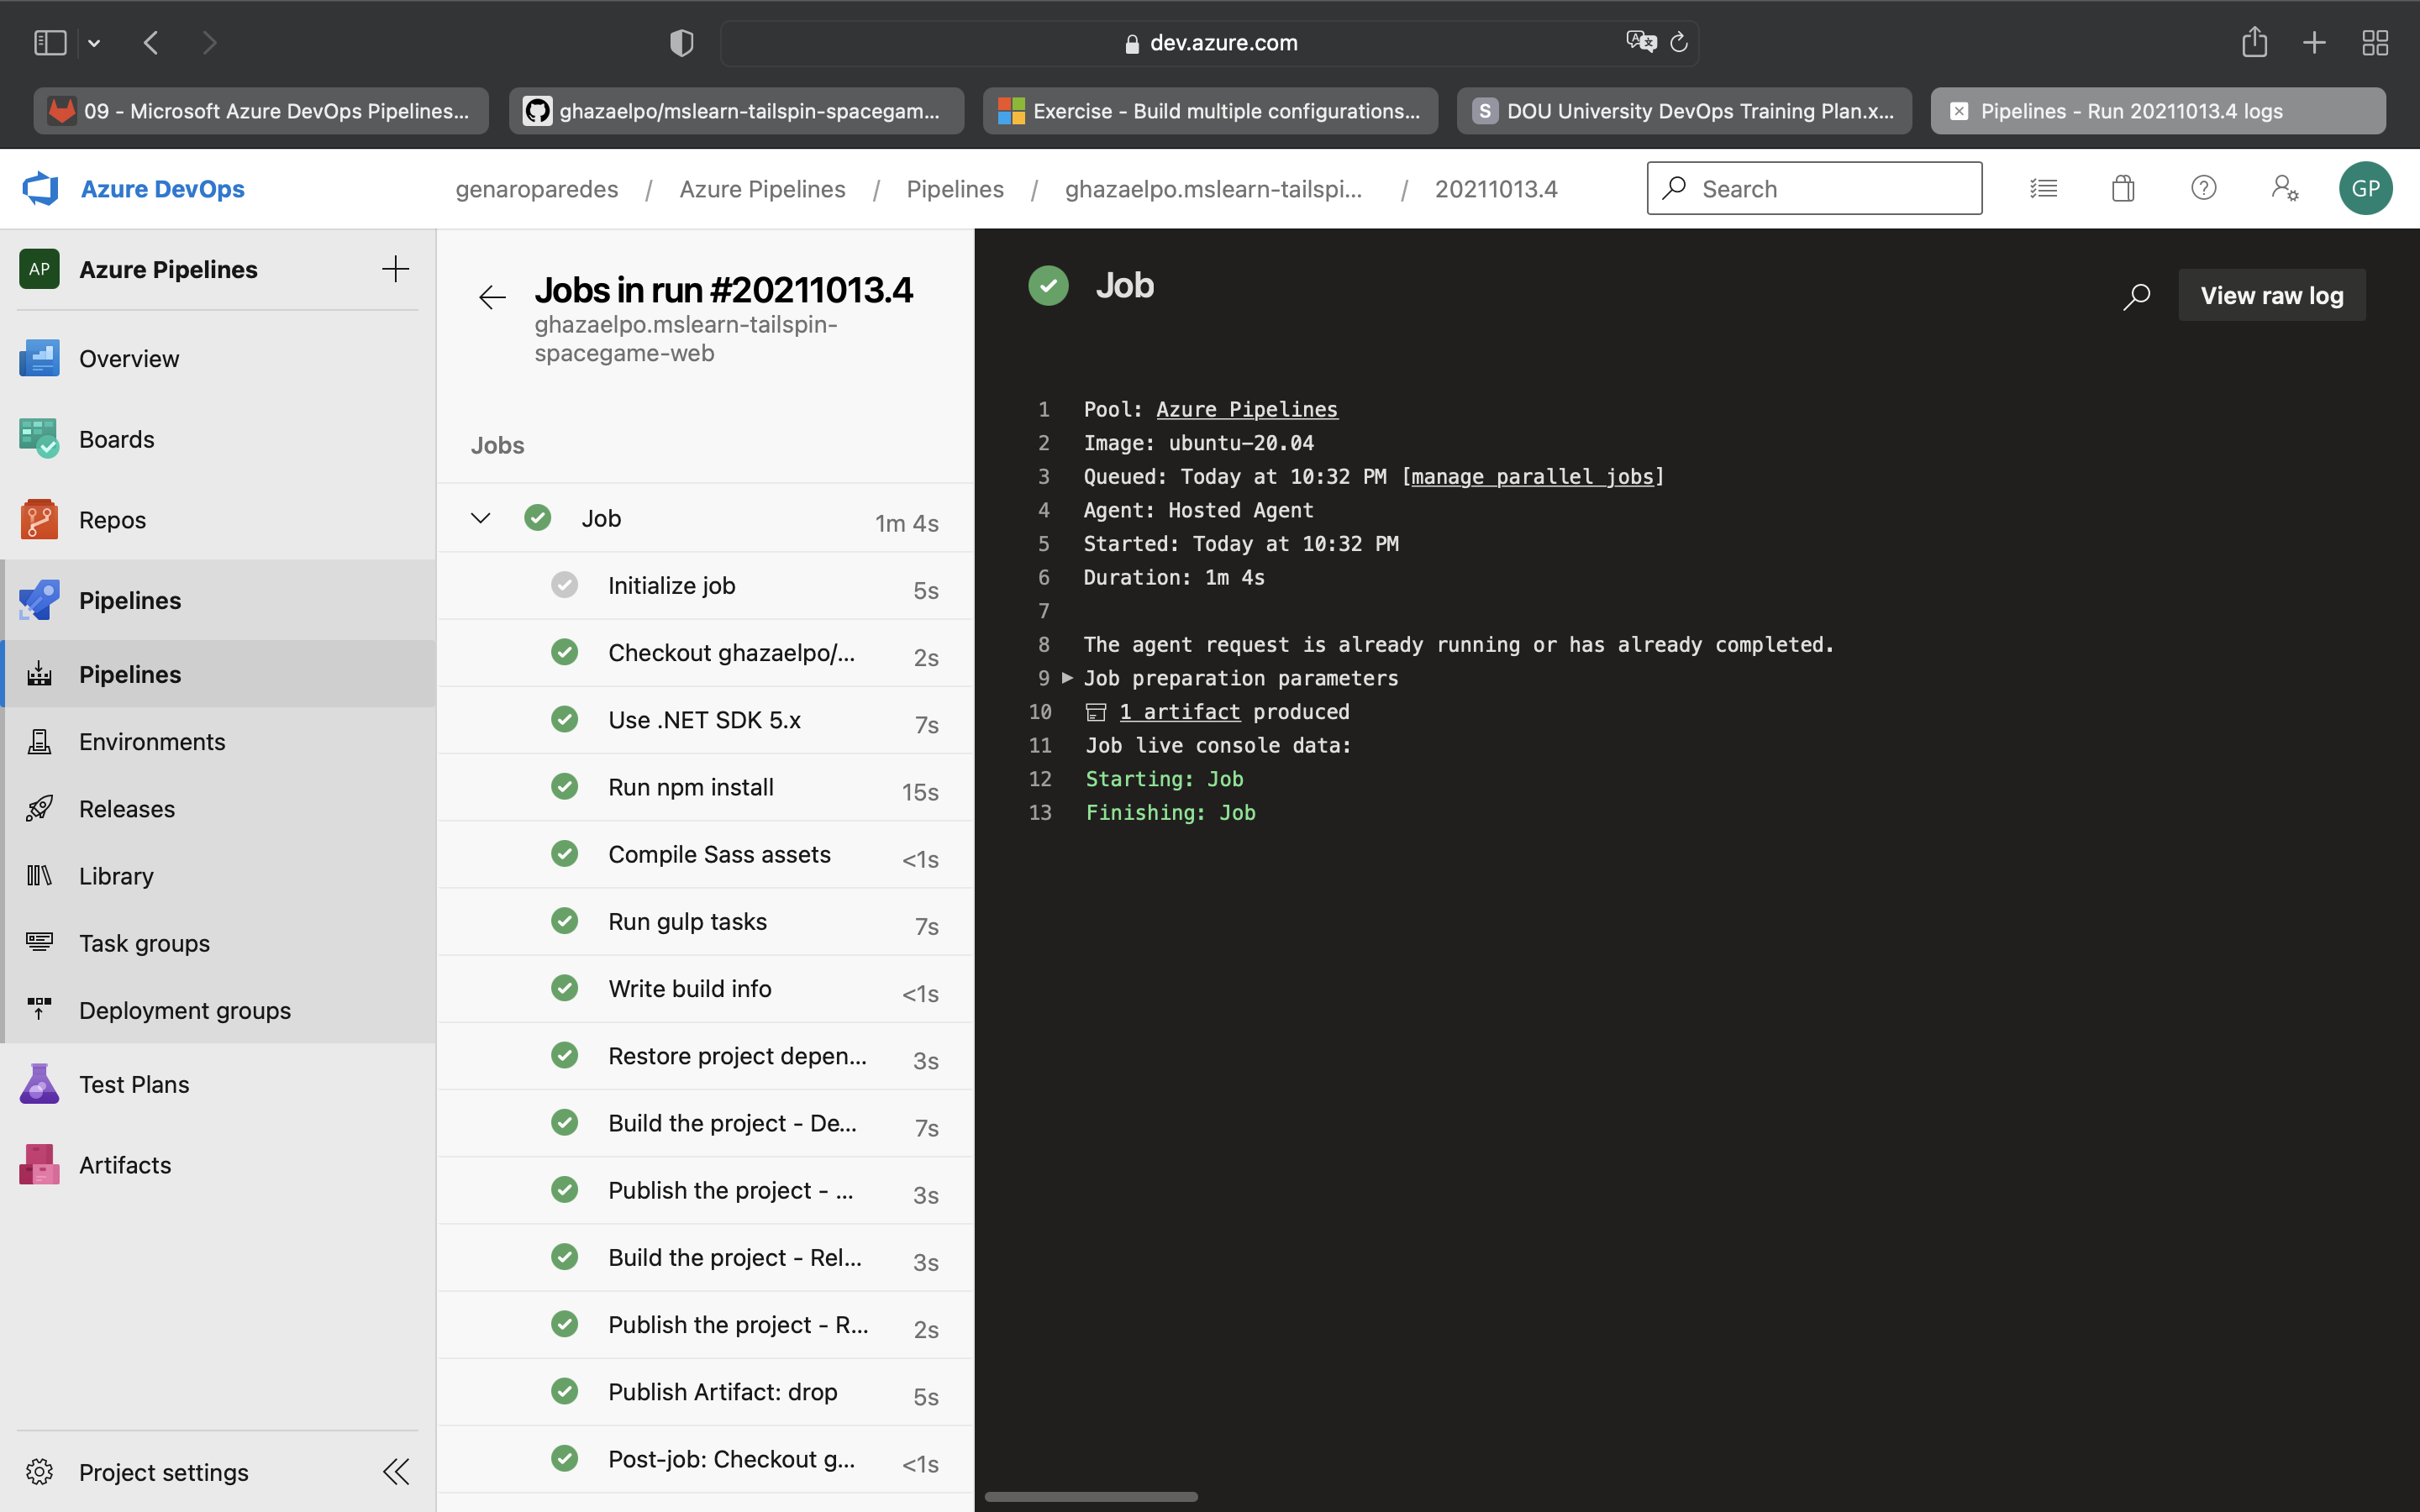 dev.azure.com
09 - Microsoft Azure DevOps Pipelines...
ghazaelpo/mslearn-tailspin-spacegam...
Exercise - Build multiple configurations...
S DOU University DevOps Training Plan.x...
Pipelines - Run 20211013.4 logs
Azure DevOps
genaroparedes / Azure Pipelines / Pipelines / ghazaelpo.mslearn-tailspi... / 20211013.4
Search
GP
AP Azure Pipelines
Overview
Boards
Repos
Pipelines
Pipelines
Environments
Releases
Library
Task groups
Deployment groups
Test Plans
Artifacts
Project settings
Jobs in run #20211013.4
ghazaelpo.mslearn-tailspin-
spacegame-web
Jobs
Job 1m 4s
Initialize job 5s
Checkout ghazaelpo/... 2s
Use .NET SDK 5.x 7s
Run npm install 15s
Compile Sass assets <1s
Run gulp tasks 7s
Write build info <1s
Restore project depen... 3s
Build the project - De... 7s
Publish the project - ... 3s
Build the project - Rel... 3s
Publish the project - R... 2s
Publish Artifact: drop 5s
Post-job: Checkout g... <1s
Job
View raw log
1 Pool: Azure Pipelines
2 Image: ubuntu-20.04
3 Queued: Today at 10:32 PM [manage parallel jobs]
4 Agent: Hosted Agent
5 Started: Today at 10:32 PM
6 Duration: 1m 4s
7
8 The agent request is already running or has already completed.
9 Job preparation parameters
10 1 artifact produced
11 Job live console data:
12 Starting: Job
13 Finishing: Job